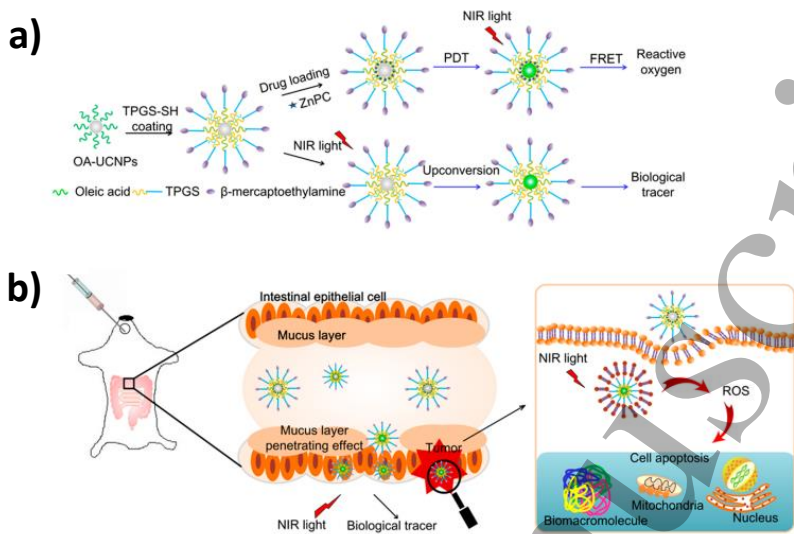 a)
NIR light
Drug loading
ZnPC
PDT
FRET
Reactive
oxygen
TPGS-SH
coating
OA-UCNPs
NIR light
Upconversion
Biological
tracer
Oleic acid
TPGS
β-mercaptoethylamine
b)
Intestinal epithelial cell
Mucus layer
Mucus layer
penetrating effect
Tumor
NIR light
Biological tracer
NIR light
ROS
Cell apoptosis
Biomacromolecule
Mitochondria
Nucleus